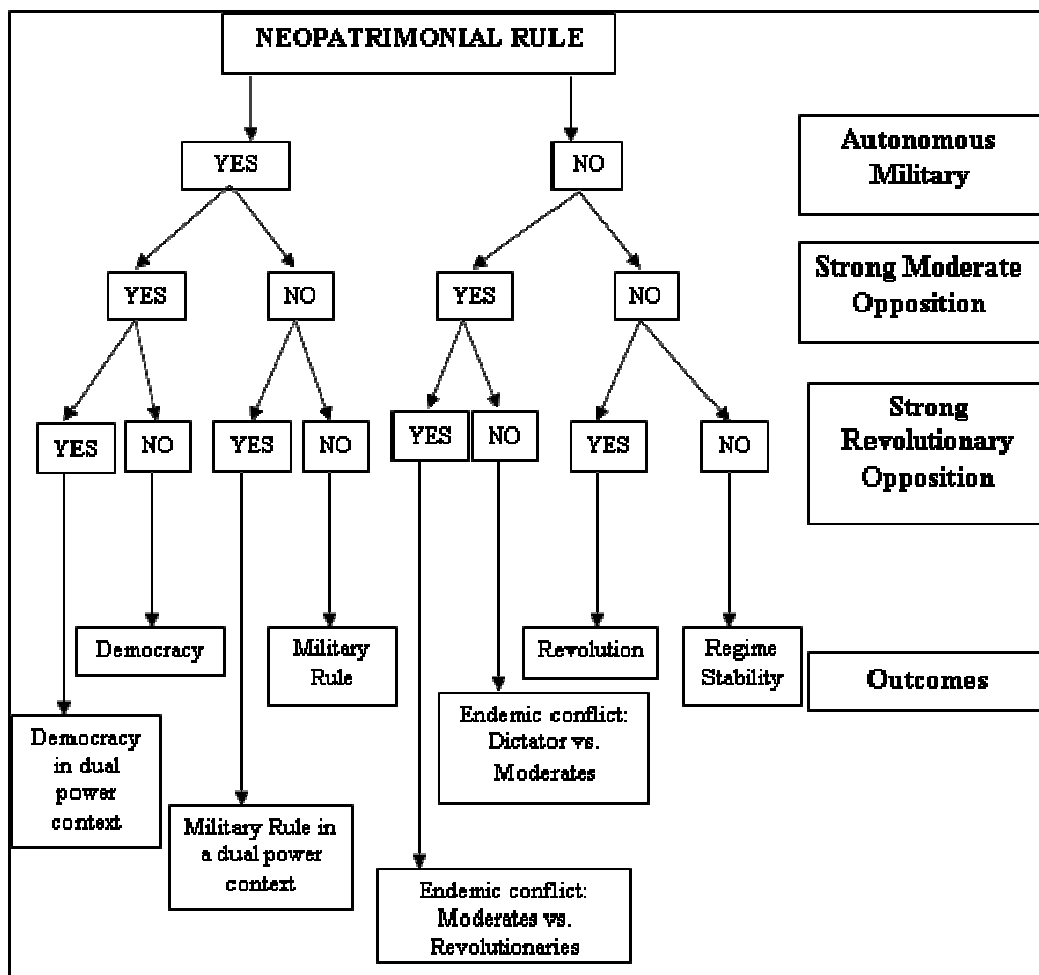 NEOPATRIMONIAL RULE
YES
NO
Autonomous
Military
YES
NO
YES
NO
Strong Moderate
Opposition
YES
NO
YES
NO
YES
NO
YES
NO
Strong
Revolutionary
Opposition
Democracy
Military
Rule
Revolution
Regime
Stability
Outcomes
Democracy
in dual
power
context
Endemic conflict:
Dictator vs.
Moderates
Military Rule in
a dual power
context
Endemic conflict:
Moderates vs.
Revolutionaries